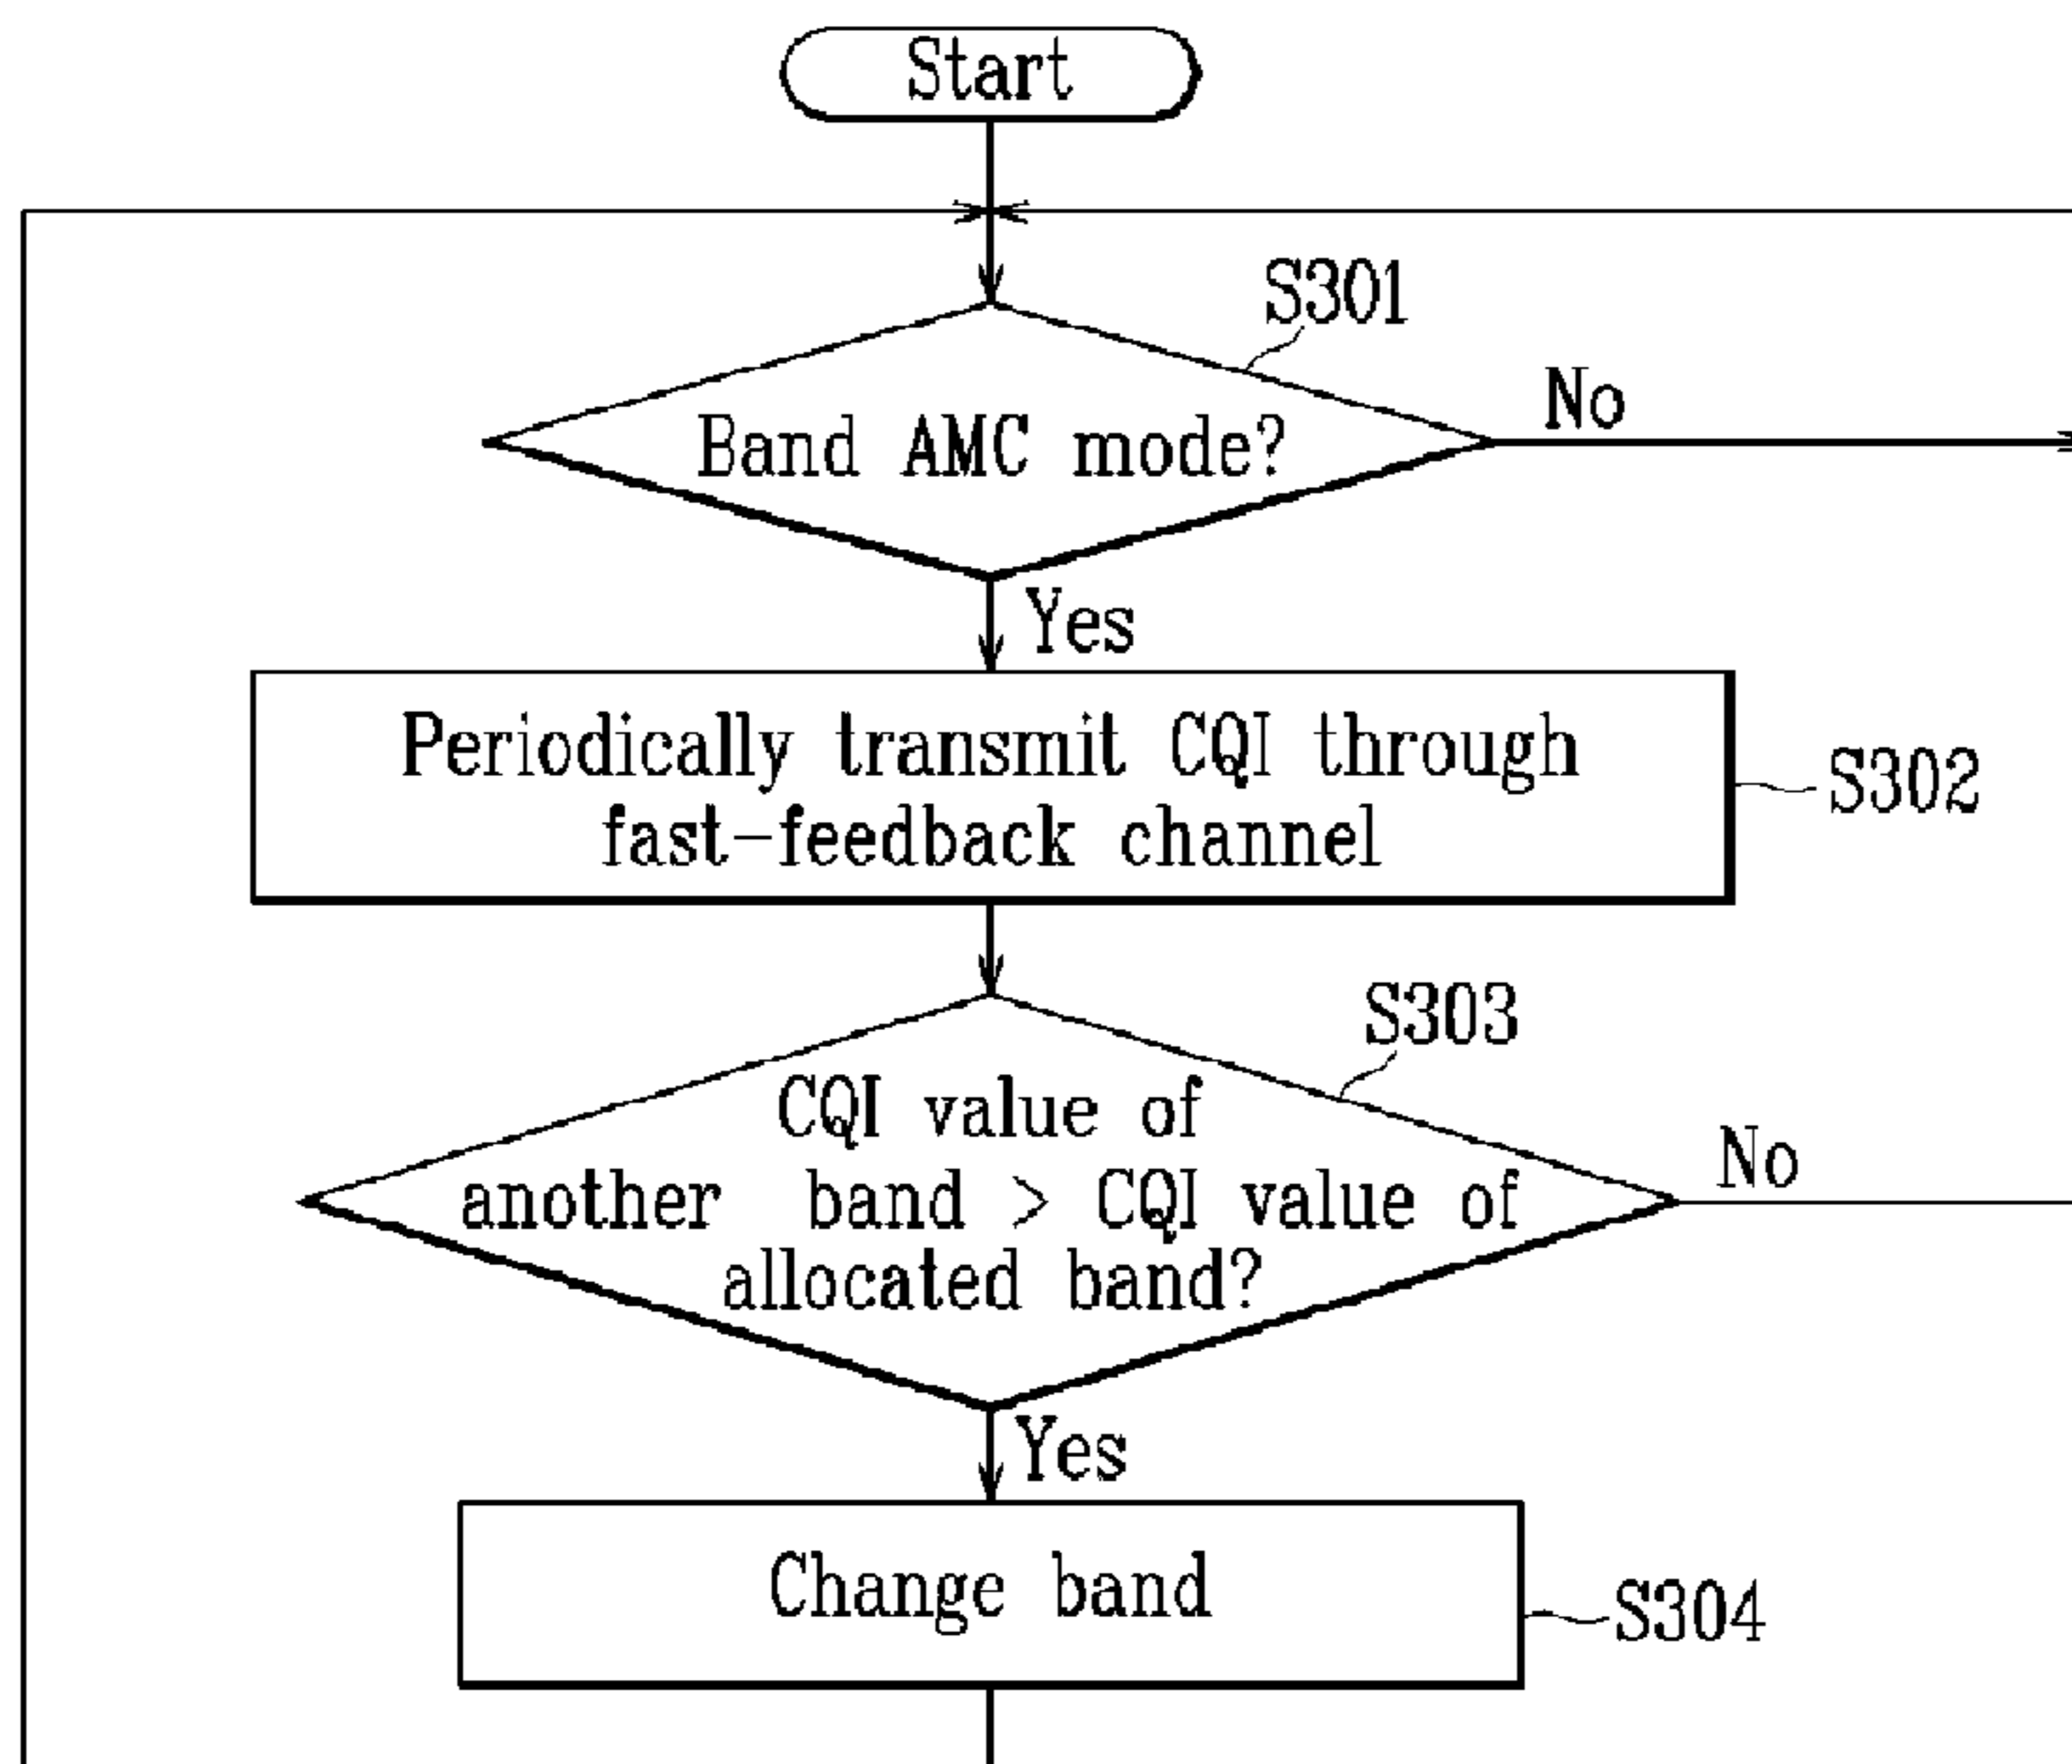 Start
S301
Band AMC mode?
No
Yes
Periodically transmit CQI through
fast-feedback channel
S302
S303
CQI value of
another band > CQI value of
allocated band?
No
Yes
Change band
S304